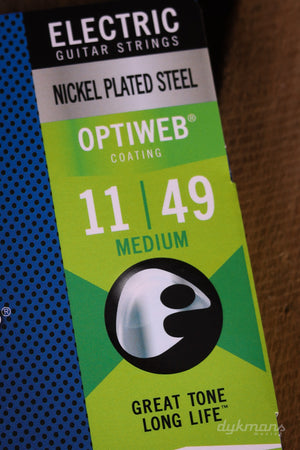 ELECTRIC
GUITAR STRINGS
NICKEL PLATED STEEL
OPTIWEB®
COATING
11 | 49
MEDIUM
®
GREAT TONE
LONG LIFE™
dykmans